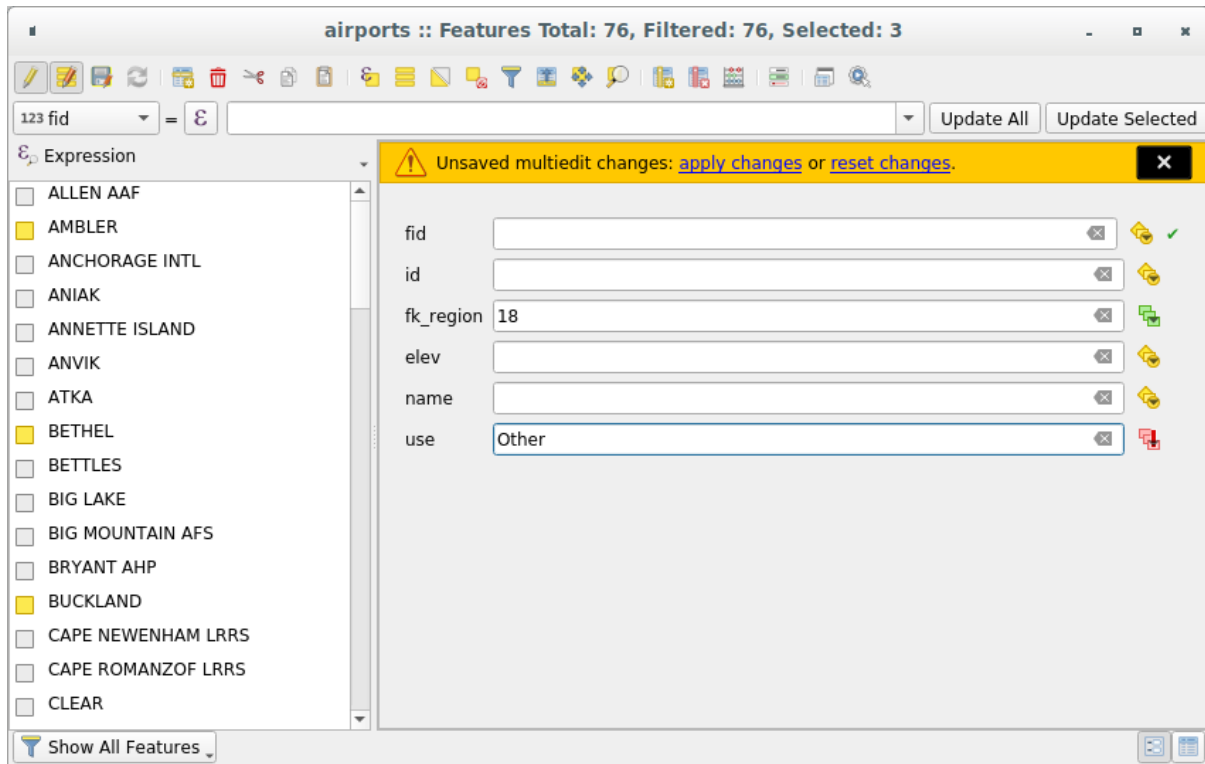 airports :: Features Total: 76, Filtered: 76, Selected: 3
123 fid = ε Update All Update Selected
Expression
Unsaved multiedit changes: apply changes or reset changes.
ALLEN AAF
AMBLER
ANCHORAGE INTL
ANIAK
ANNETTE ISLAND
ANVIK
ATKA
BETHEL
BETTLES
BIG LAKE
BIG MOUNTAIN AFS
BRYANT AHP
BUCKLAND
CAPE NEWENHAM LRRS
CAPE ROMANZOF LRRS
CLEAR
fid
id
fk_region 18
elev
name
use Other
Show All Features